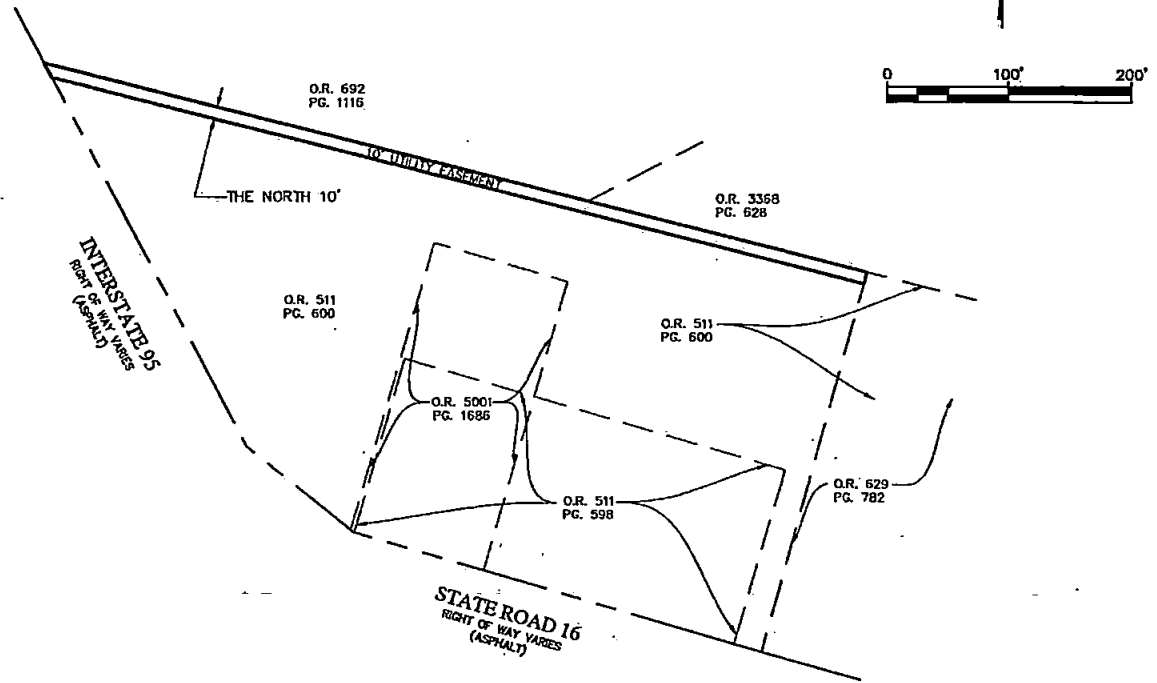 0 100' 200'
O.R. 692
PG. 1116
10' UTILITY EASEMENT
THE NORTH 10'
O.R. 3368
PG. 628
INTERSTATE 95
RIGHT OF WAY VARIES
(ASPHALT)
O.R. 511
PG. 600
O.R. 511
PG. 600
O.R. 5001
PG. 1686
O.R. 629
PG. 782
O.R. 511
PG. 598
STATE ROAD 16
RIGHT OF WAY VARIES
(ASPHALT)